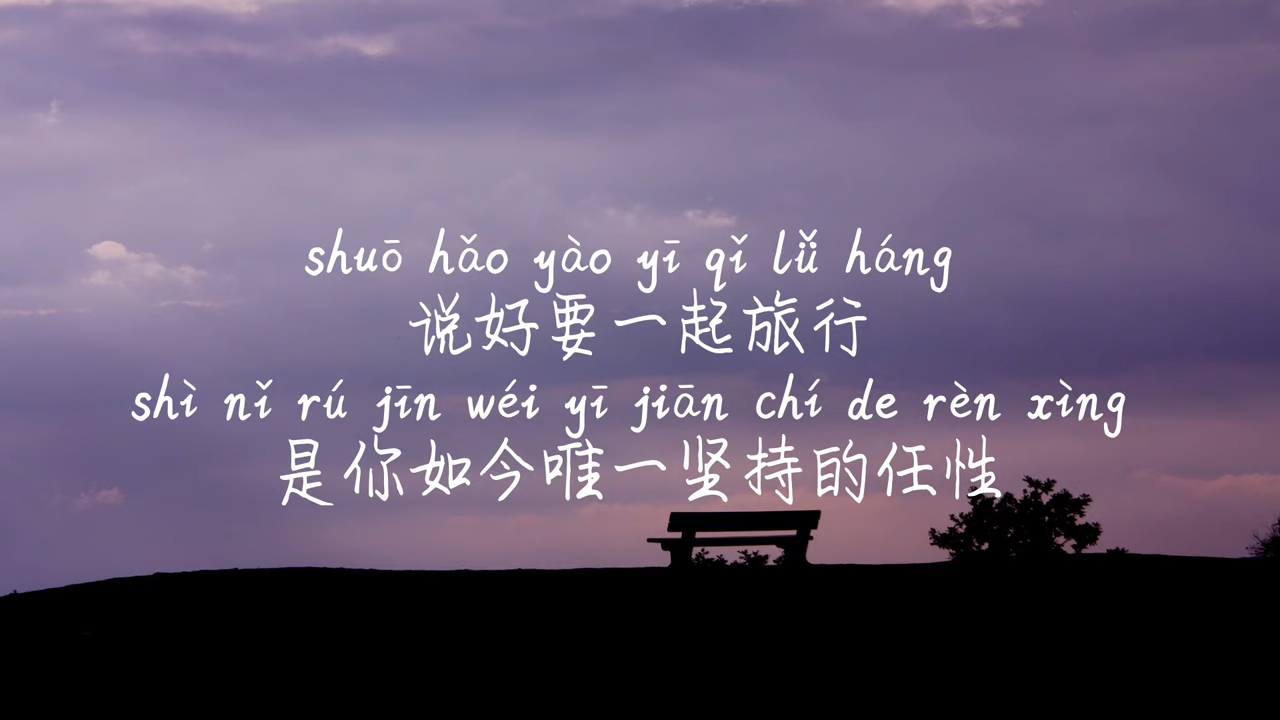 shuō hǎo yào yī qǐ lǚ háng
说好要一起旅行
shì nǐ rú jīn wéi yī jiān chí de rèn xìng
是你如今唯一坚持的任性